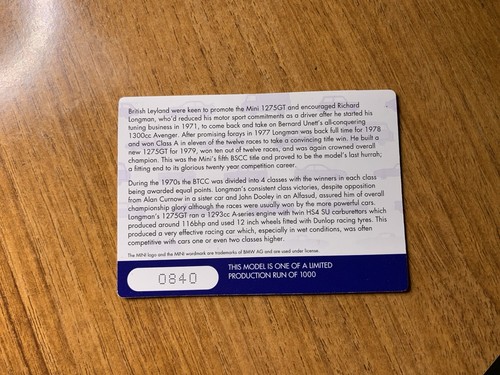 British Leyland were keen to promote the Mini 1275GT and encouraged Richard
Longman, who'd reduced his motor sport commitments as a driver after he started his
tuning business in 1971, to come back and take on Bernard Unett's all-conquering
1300cc Avenger. After promising forays in 1977 Longman was back full time for 1978
and won Class A in eleven of the twelve races to take a convincing title win. He built a
new 1275GT for 1979, won ten out of twelve races, and was again crowned overall
champion. This was the Mini's fifth BSCC title and proved to be the model's last hurrah;
a fitting end to its glorious twenty year competition career.
During the 1970s the BTCC was divided into 4 classes with the winners in each class
being awarded equal points. Longman's consistent class victories, despite opposition
from Alan Curnow in a sister car and John Dooley in an Alfasud, assured him of overall
championship glory although the races were usually won by the more powerful cars.
Longman's 1275GT ran a 1293cc A-series engine with twin HS4 SU carburettors which
produced around 116bhp and used 12 inch wheels fitted with Dunlop racing tyres. This
produced a very effective racing car which, especially in wet conditions, was often
competitive with cars one or even two classes higher.
The MINI logo and the MINI wordmark are trademarks of BMW AG and are used under license.
0840
THIS MODEL IS ONE OF A LIMITED
PRODUCTION RUN OF 1000